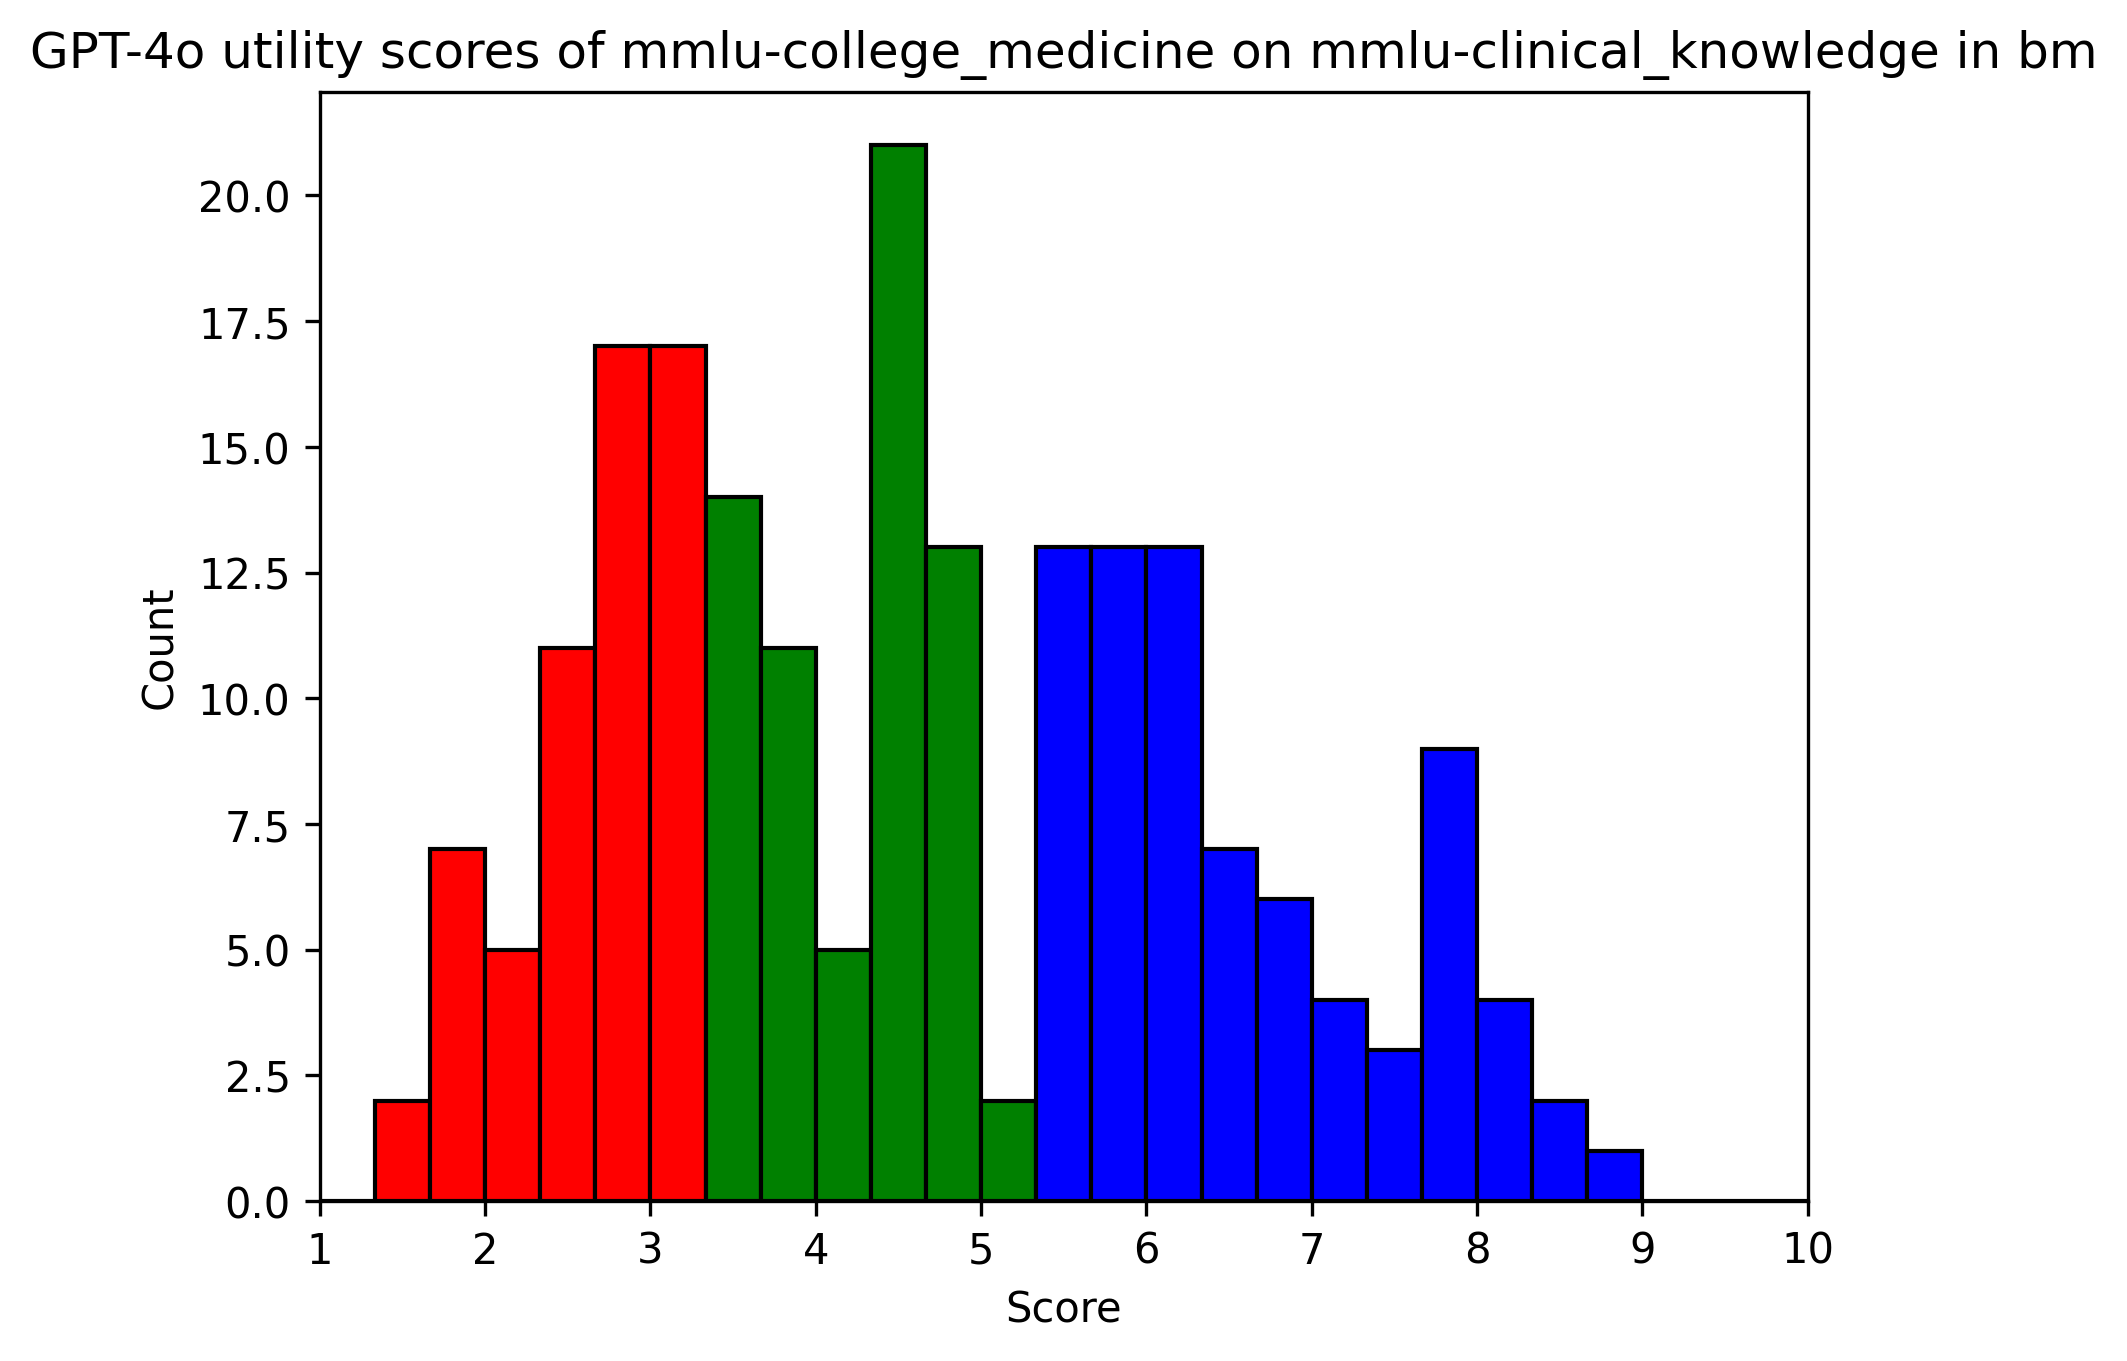 GPT-4o utility scores of mmlu-college_medicine on mmlu-clinical_knowledge in bm
20.0
17.5
15.0
12.5
10.0
7.5
5.0
2.5
0.0
Count
1 2 3 4 5 6 7 8 9 10
Score